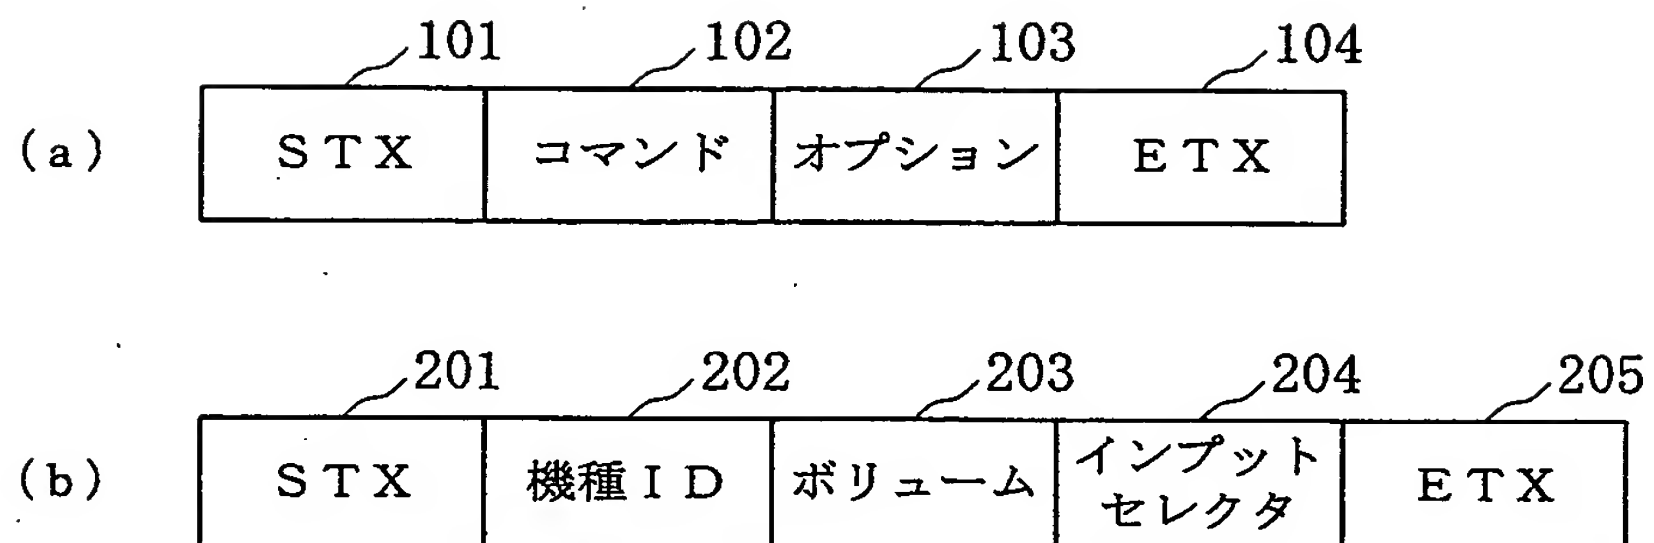 101 102 103 104
(a) STX コマンド オプション ETX
201 202 203 204 205
(b) STX 機種ID ボリューム インプット
セレクタ ETX